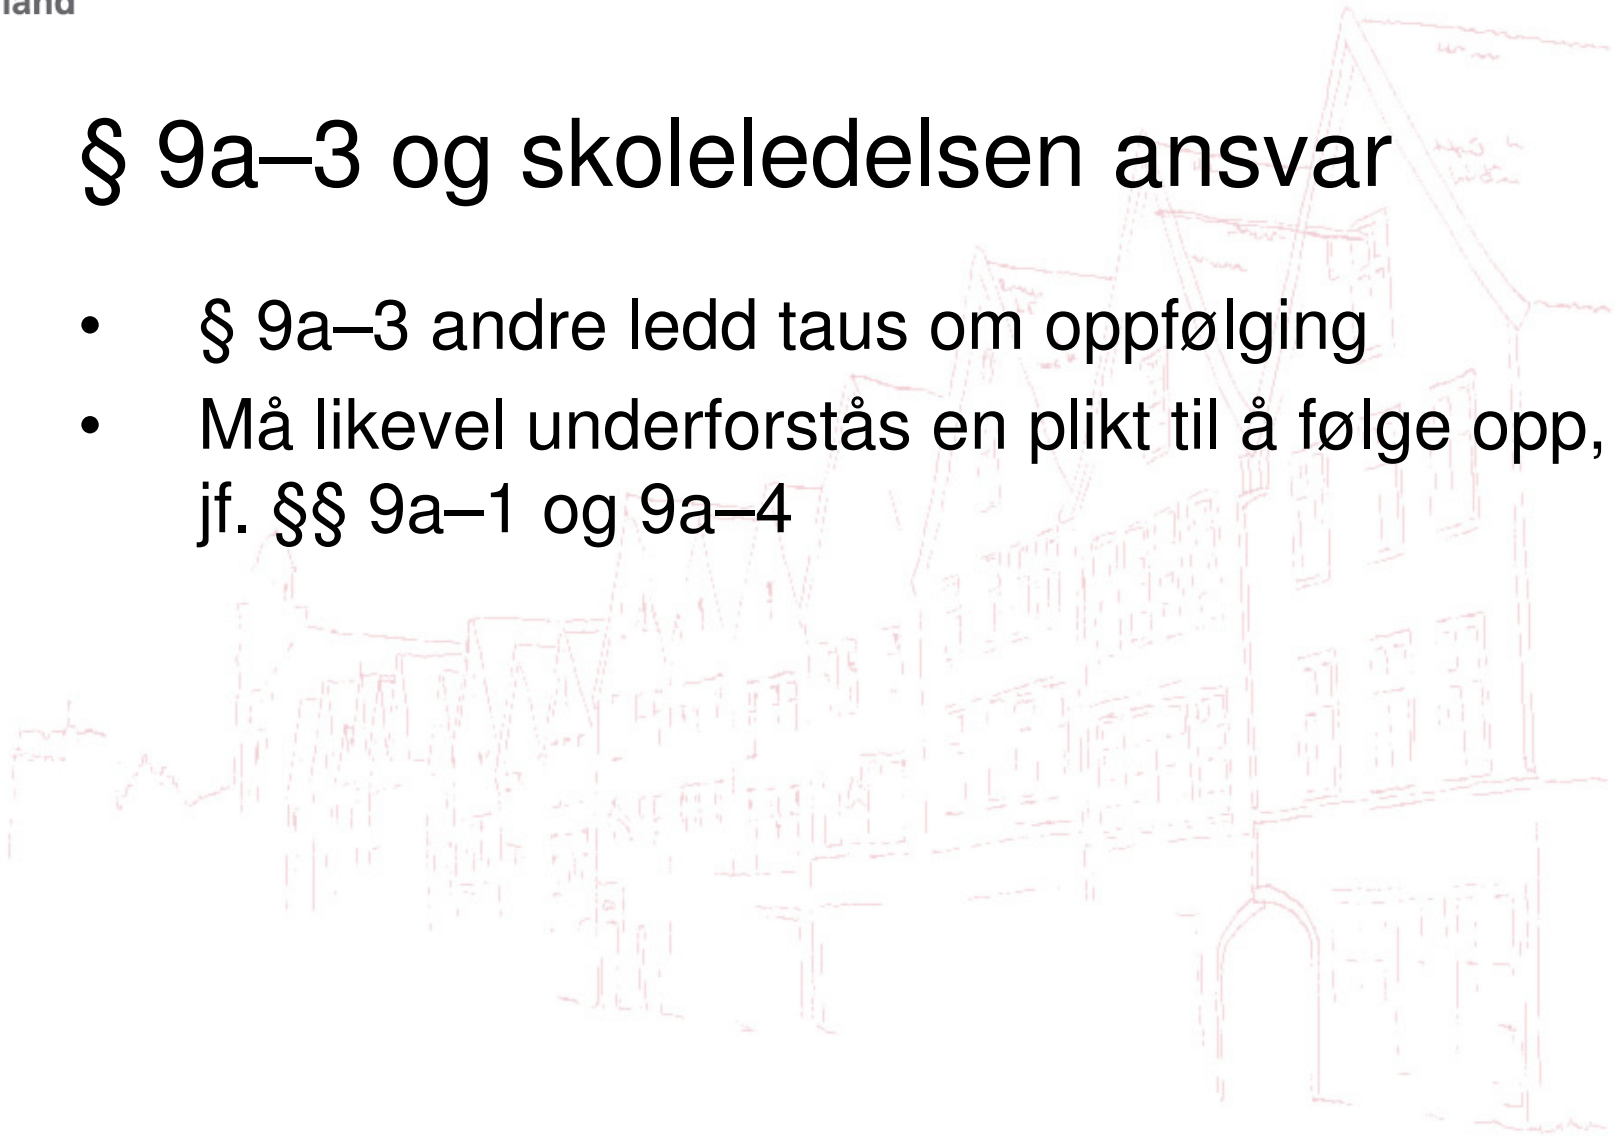 land
§ 9a–3 og skoleledelsen ansvar
• § 9a–3 andre ledd taus om oppfølging
• Må likevel underforstås en plikt til å følge opp,
jf. §§ 9a–1 og 9a–4